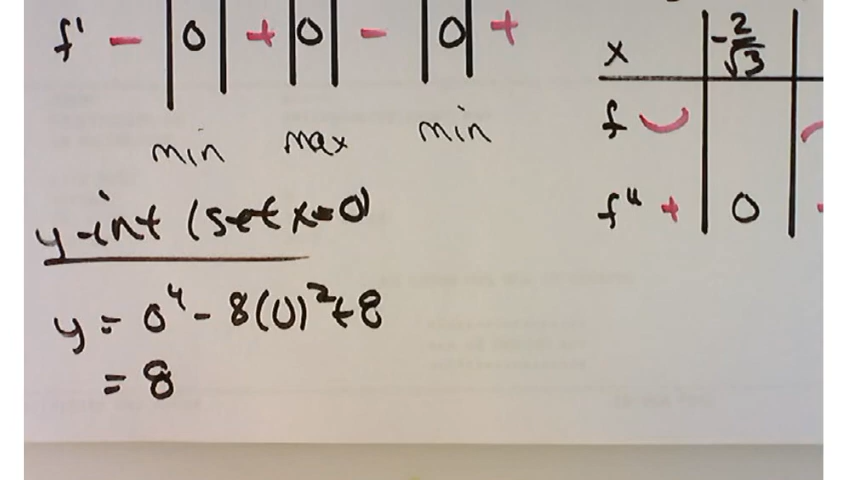 f' - 0 + 0 - 0 +
min max min
y-int (set x=0)
y = 0⁴ - 8(0)² + 8
= 8
x -2/√3
f
f" + 0